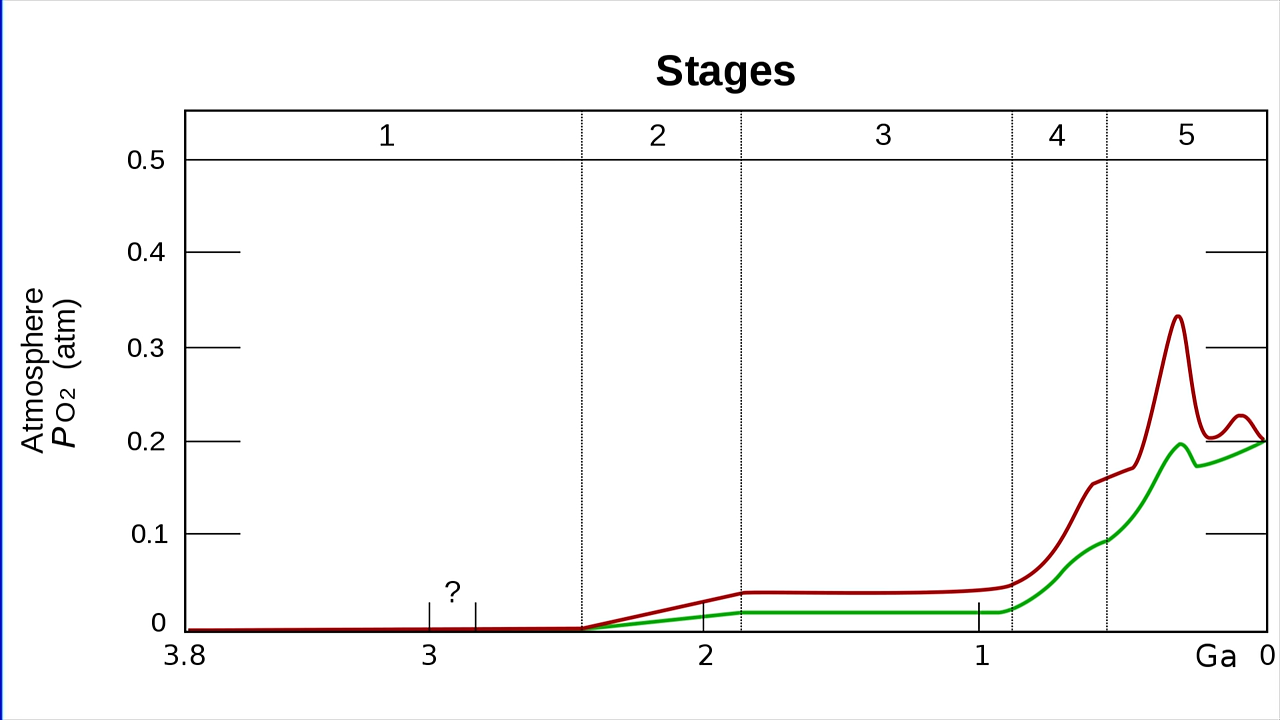 Stages
1 2 3 4 5
0.5
0.4
0.3
0.2
0.1
0
Atmosphere
PO2 (atm)
?
3.8 3 2 1 Ga 0